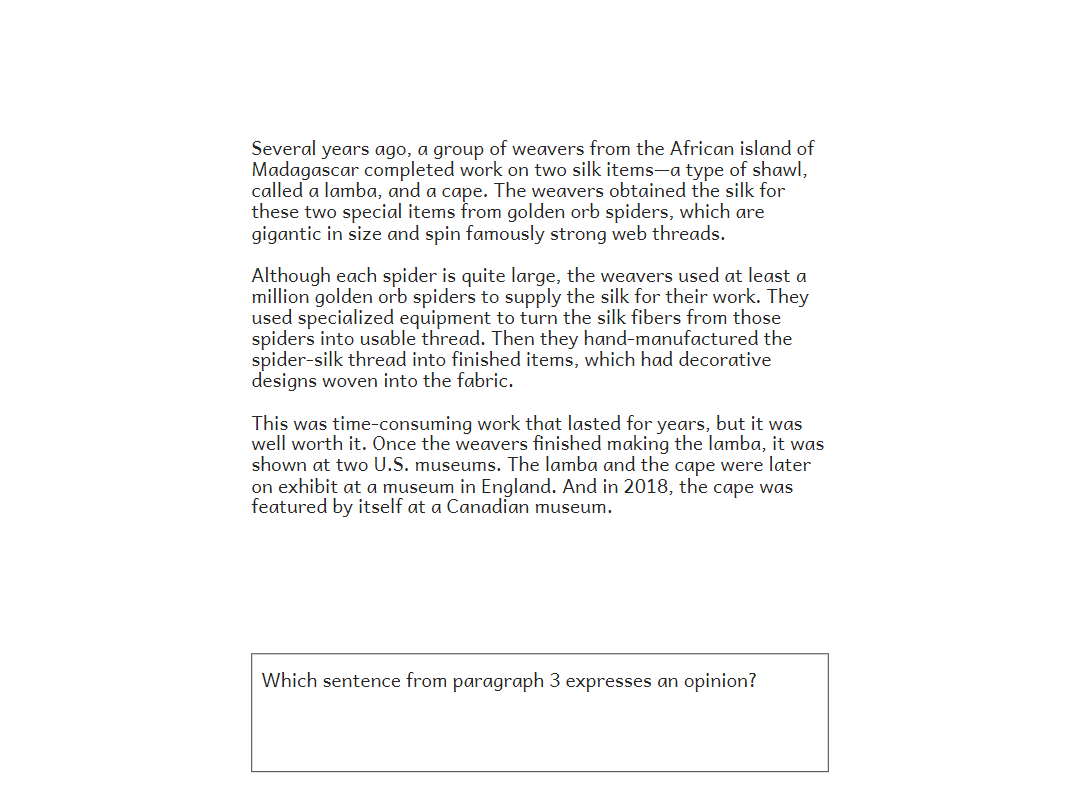 Several years ago, a group of weavers from the African island of
Madagascar completed work on two silk items—a type of shawl,
called a lamba, and a cape. The weavers obtained the silk for
these two special items from golden orb spiders, which are
gigantic in size and spin famously strong web threads.
Although each spider is quite large, the weavers used at least a
million golden orb spiders to supply the silk for their work. They
used specialized equipment to turn the silk fibers from those
spiders into usable thread. Then they hand-manufactured the
spider-silk thread into finished items, which had decorative
designs woven into the fabric.
This was time-consuming work that lasted for years, but it was
well worth it. Once the weavers finished making the lamba, it was
shown at two U.S. museums. The lamba and the cape were later
on exhibit at a museum in England. And in 2018, the cape was
featured by itself at a Canadian museum.
Which sentence from paragraph 3 expresses an opinion?